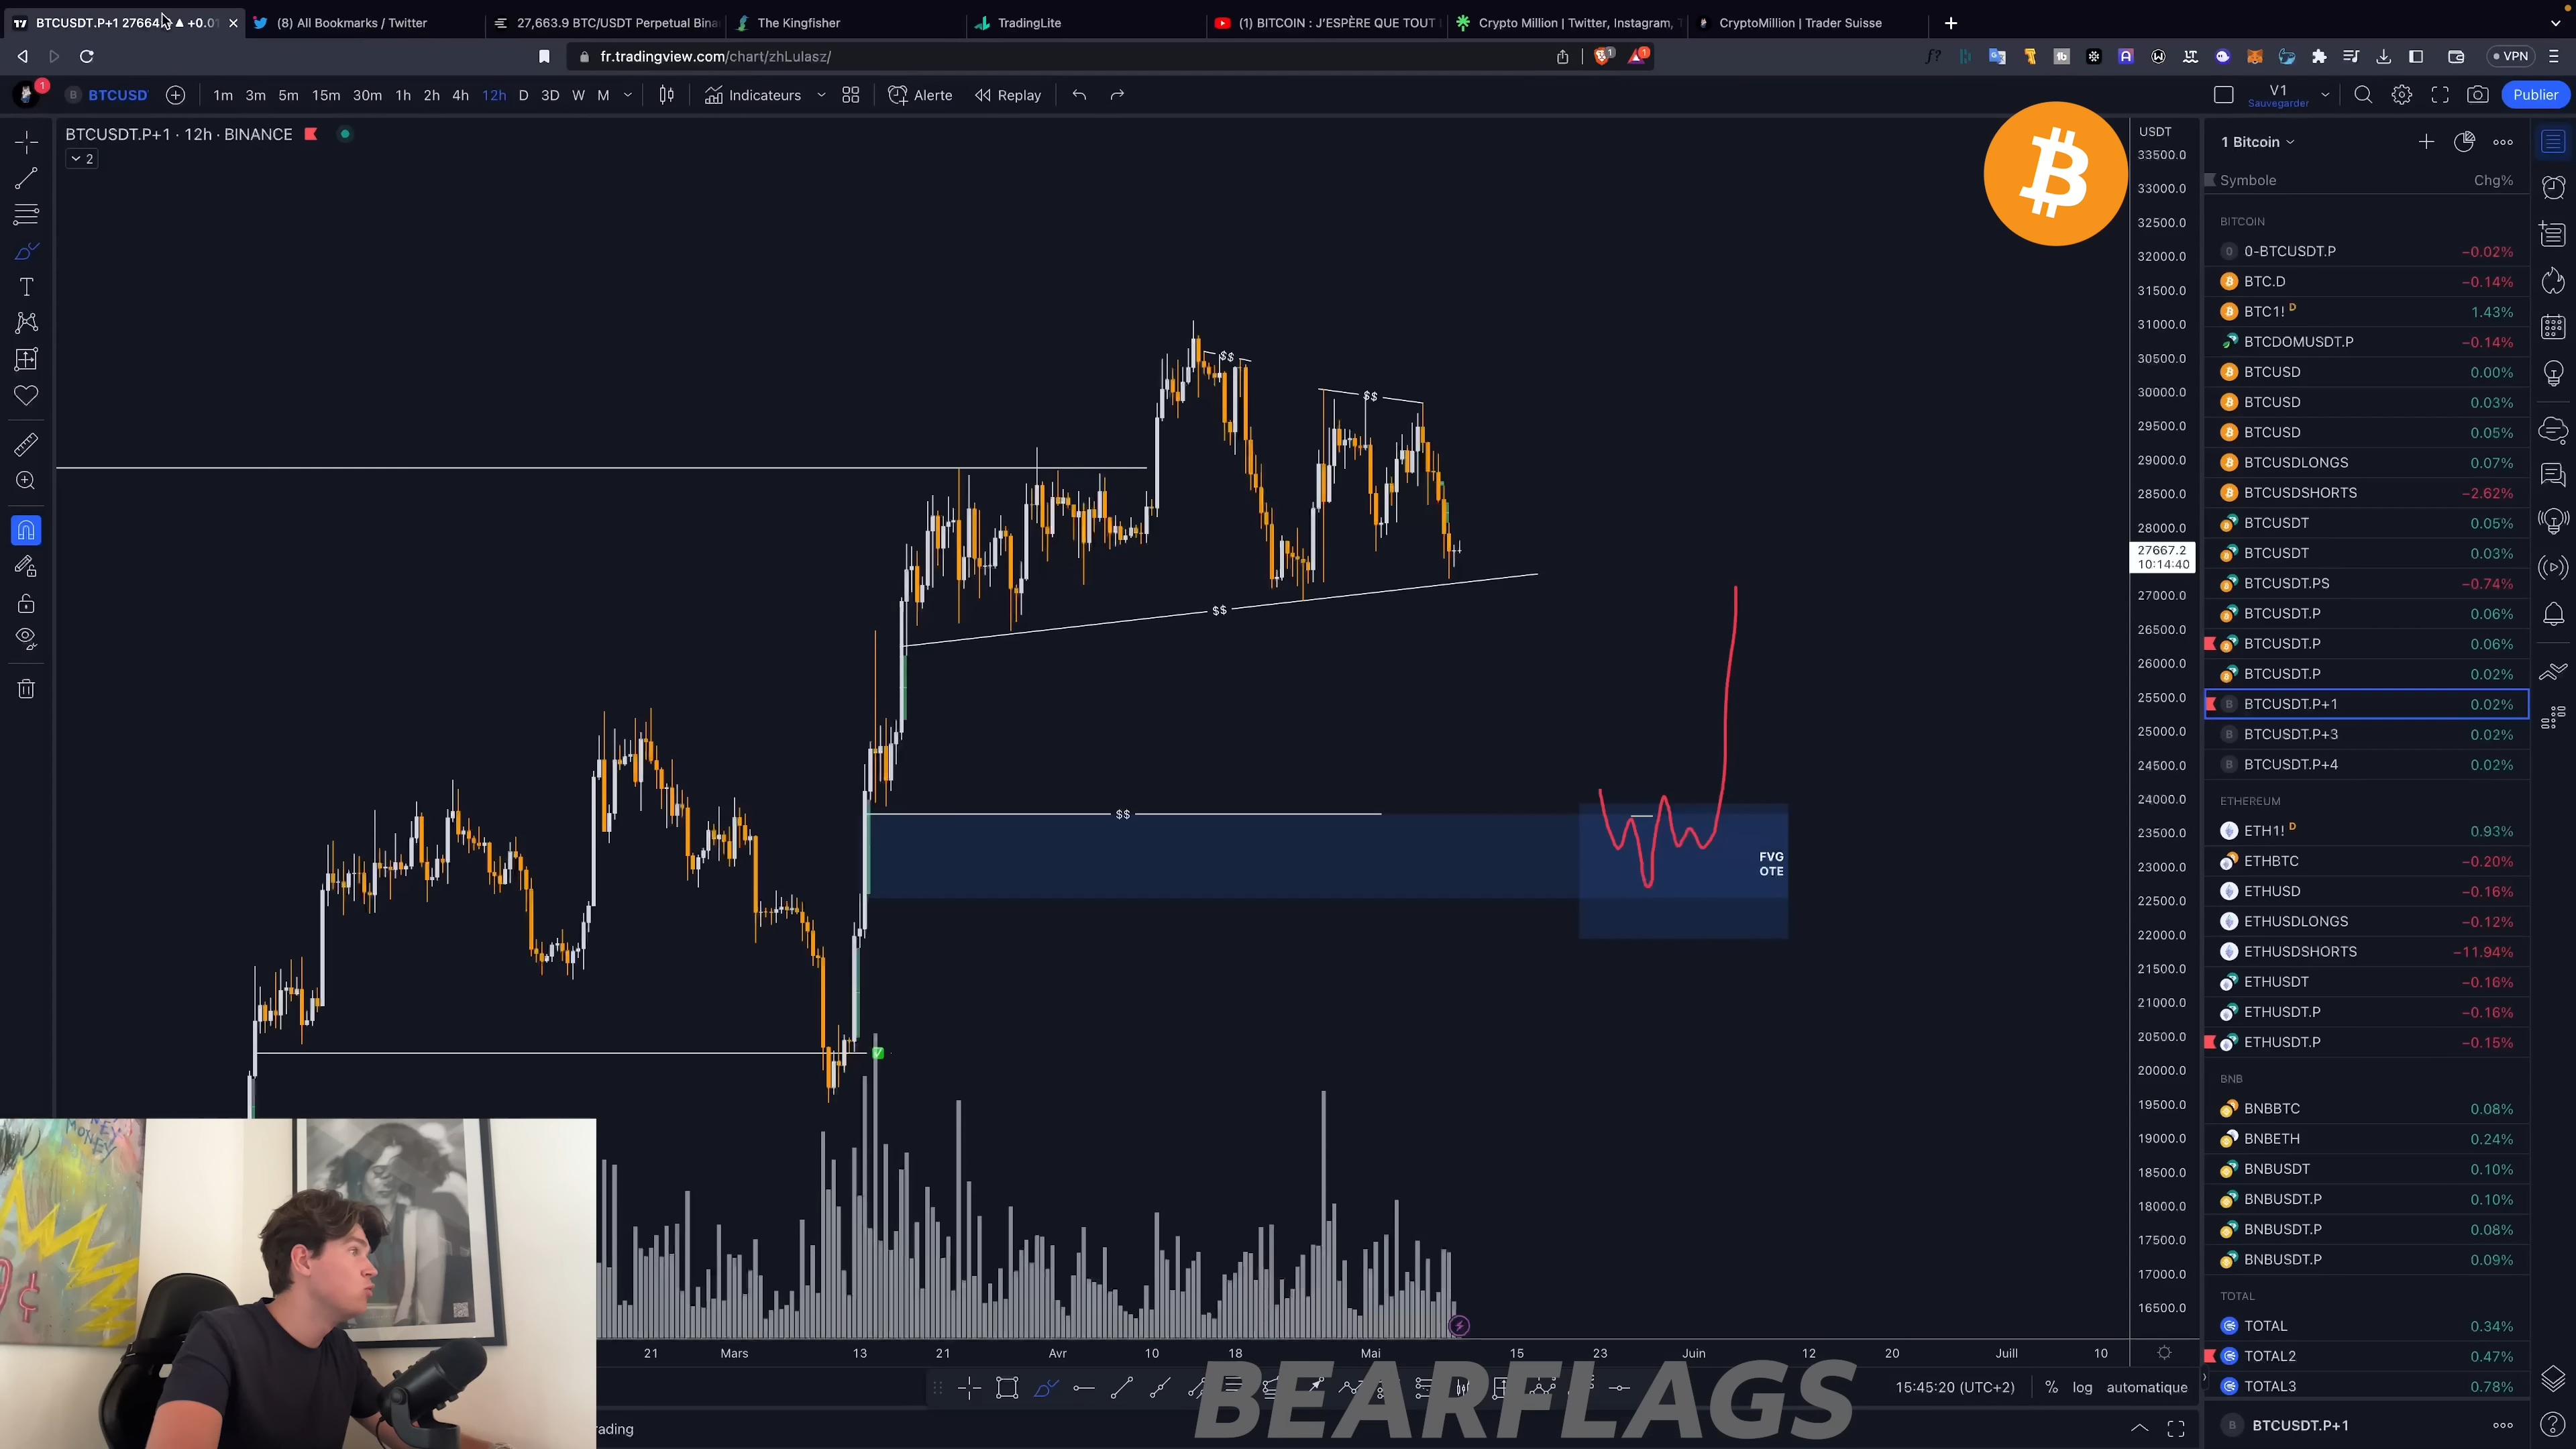 BTCUSDT.P+1 27664 ▲ +0.01
(8) All Bookmarks / Twitter
27,663.9 BTC/USDT Perpetual Bina
The Kingfisher
TradingLite
(1) BITCOIN : J'ESPÈRE QUE TOUT
Crypto Million | Twitter, Instagram,
CryptoMillion | Trader Suisse
fr.tradingview.com/chart/zhLulasz/
VPN
BTCUSD
1m 3m 5m 15m 30m 1h 2h 4h 12h D 3D W M
Indicateurs
Alerte
Replay
V1
Sauvegarder
Publier
BTCUSDT.P+1 · 12h · BINANCE
2
USDT
33500.0
33000.0
32500.0
32000.0
31500.0
31000.0
30500.0
30000.0
29500.0
29000.0
28500.0
28000.0
27667.2
10:14:40
27000.0
26500.0
26000.0
25500.0
25000.0
24500.0
24000.0
23500.0
23000.0
22500.0
22000.0
21500.0
21000.0
20500.0
20000.0
19500.0
19000.0
18500.0
18000.0
17500.0
17000.0
16500.0
$$
$$
$$
$$
FVG
OTE
MONEY
21 Mars 13 21 Avr 10 18 Mai 15 23 Juin 12 20 Juill 10
BEARFLAGS
15:45:20 (UTC+2) % log automatique
ading
1 Bitcoin
Symbole Chg%
BITCOIN
0-BTCUSDT.P −0.02%
BTC.D −0.14%
BTC1! D 1.43%
BTCDOMUSDT.P −0.14%
BTCUSD 0.00%
BTCUSD 0.03%
BTCUSD 0.05%
BTCUSDLONGS 0.07%
BTCUSDSHORTS −2.62%
BTCUSDT 0.05%
BTCUSDT 0.03%
BTCUSDT.PS −0.74%
BTCUSDT.P 0.06%
BTCUSDT.P 0.06%
BTCUSDT.P 0.02%
BTCUSDT.P+1 0.02%
BTCUSDT.P+3 0.02%
BTCUSDT.P+4 0.02%
ETHEREUM
ETH1! D 0.93%
ETHBTC −0.20%
ETHUSD −0.16%
ETHUSDLONGS −0.12%
ETHUSDSHORTS −11.94%
ETHUSDT −0.16%
ETHUSDT.P −0.16%
ETHUSDT.P −0.15%
BNB
BNBBTC 0.08%
BNBETH 0.24%
BNBUSDT 0.10%
BNBUSDT.P 0.10%
BNBUSDT.P 0.08%
BNBUSDT.P 0.09%
TOTAL
TOTAL 0.34%
TOTAL2 0.47%
TOTAL3 0.78%
BTCUSDT.P+1